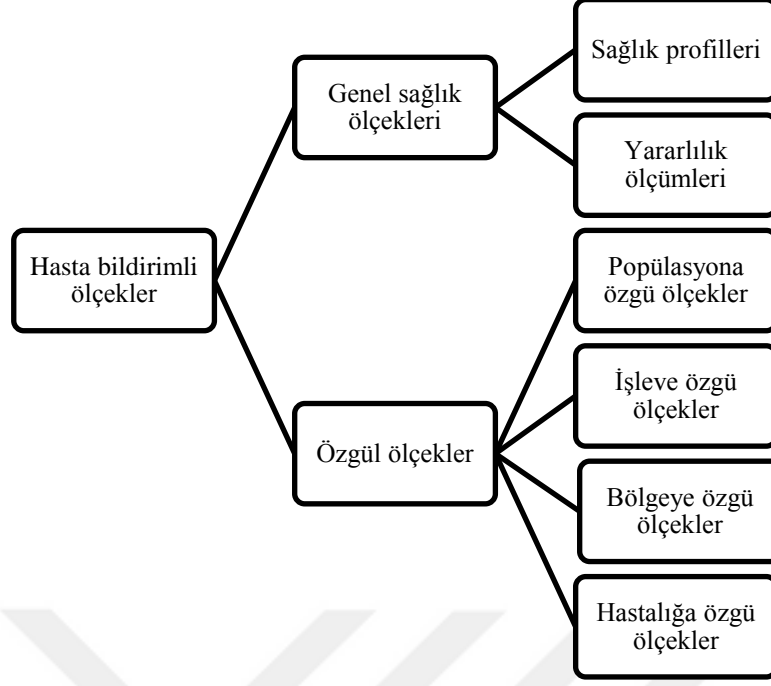 Hasta bildirimli
ölçekler
Genel sağlık
ölçekleri
Sağlık profilleri
Yararlılık
ölçümleri
Özgül ölçekler
Popülasyona
özgü ölçekler
İşleve özgü
ölçekler
Bölgeye özgü
ölçekler
Hastalığa özgü
ölçekler